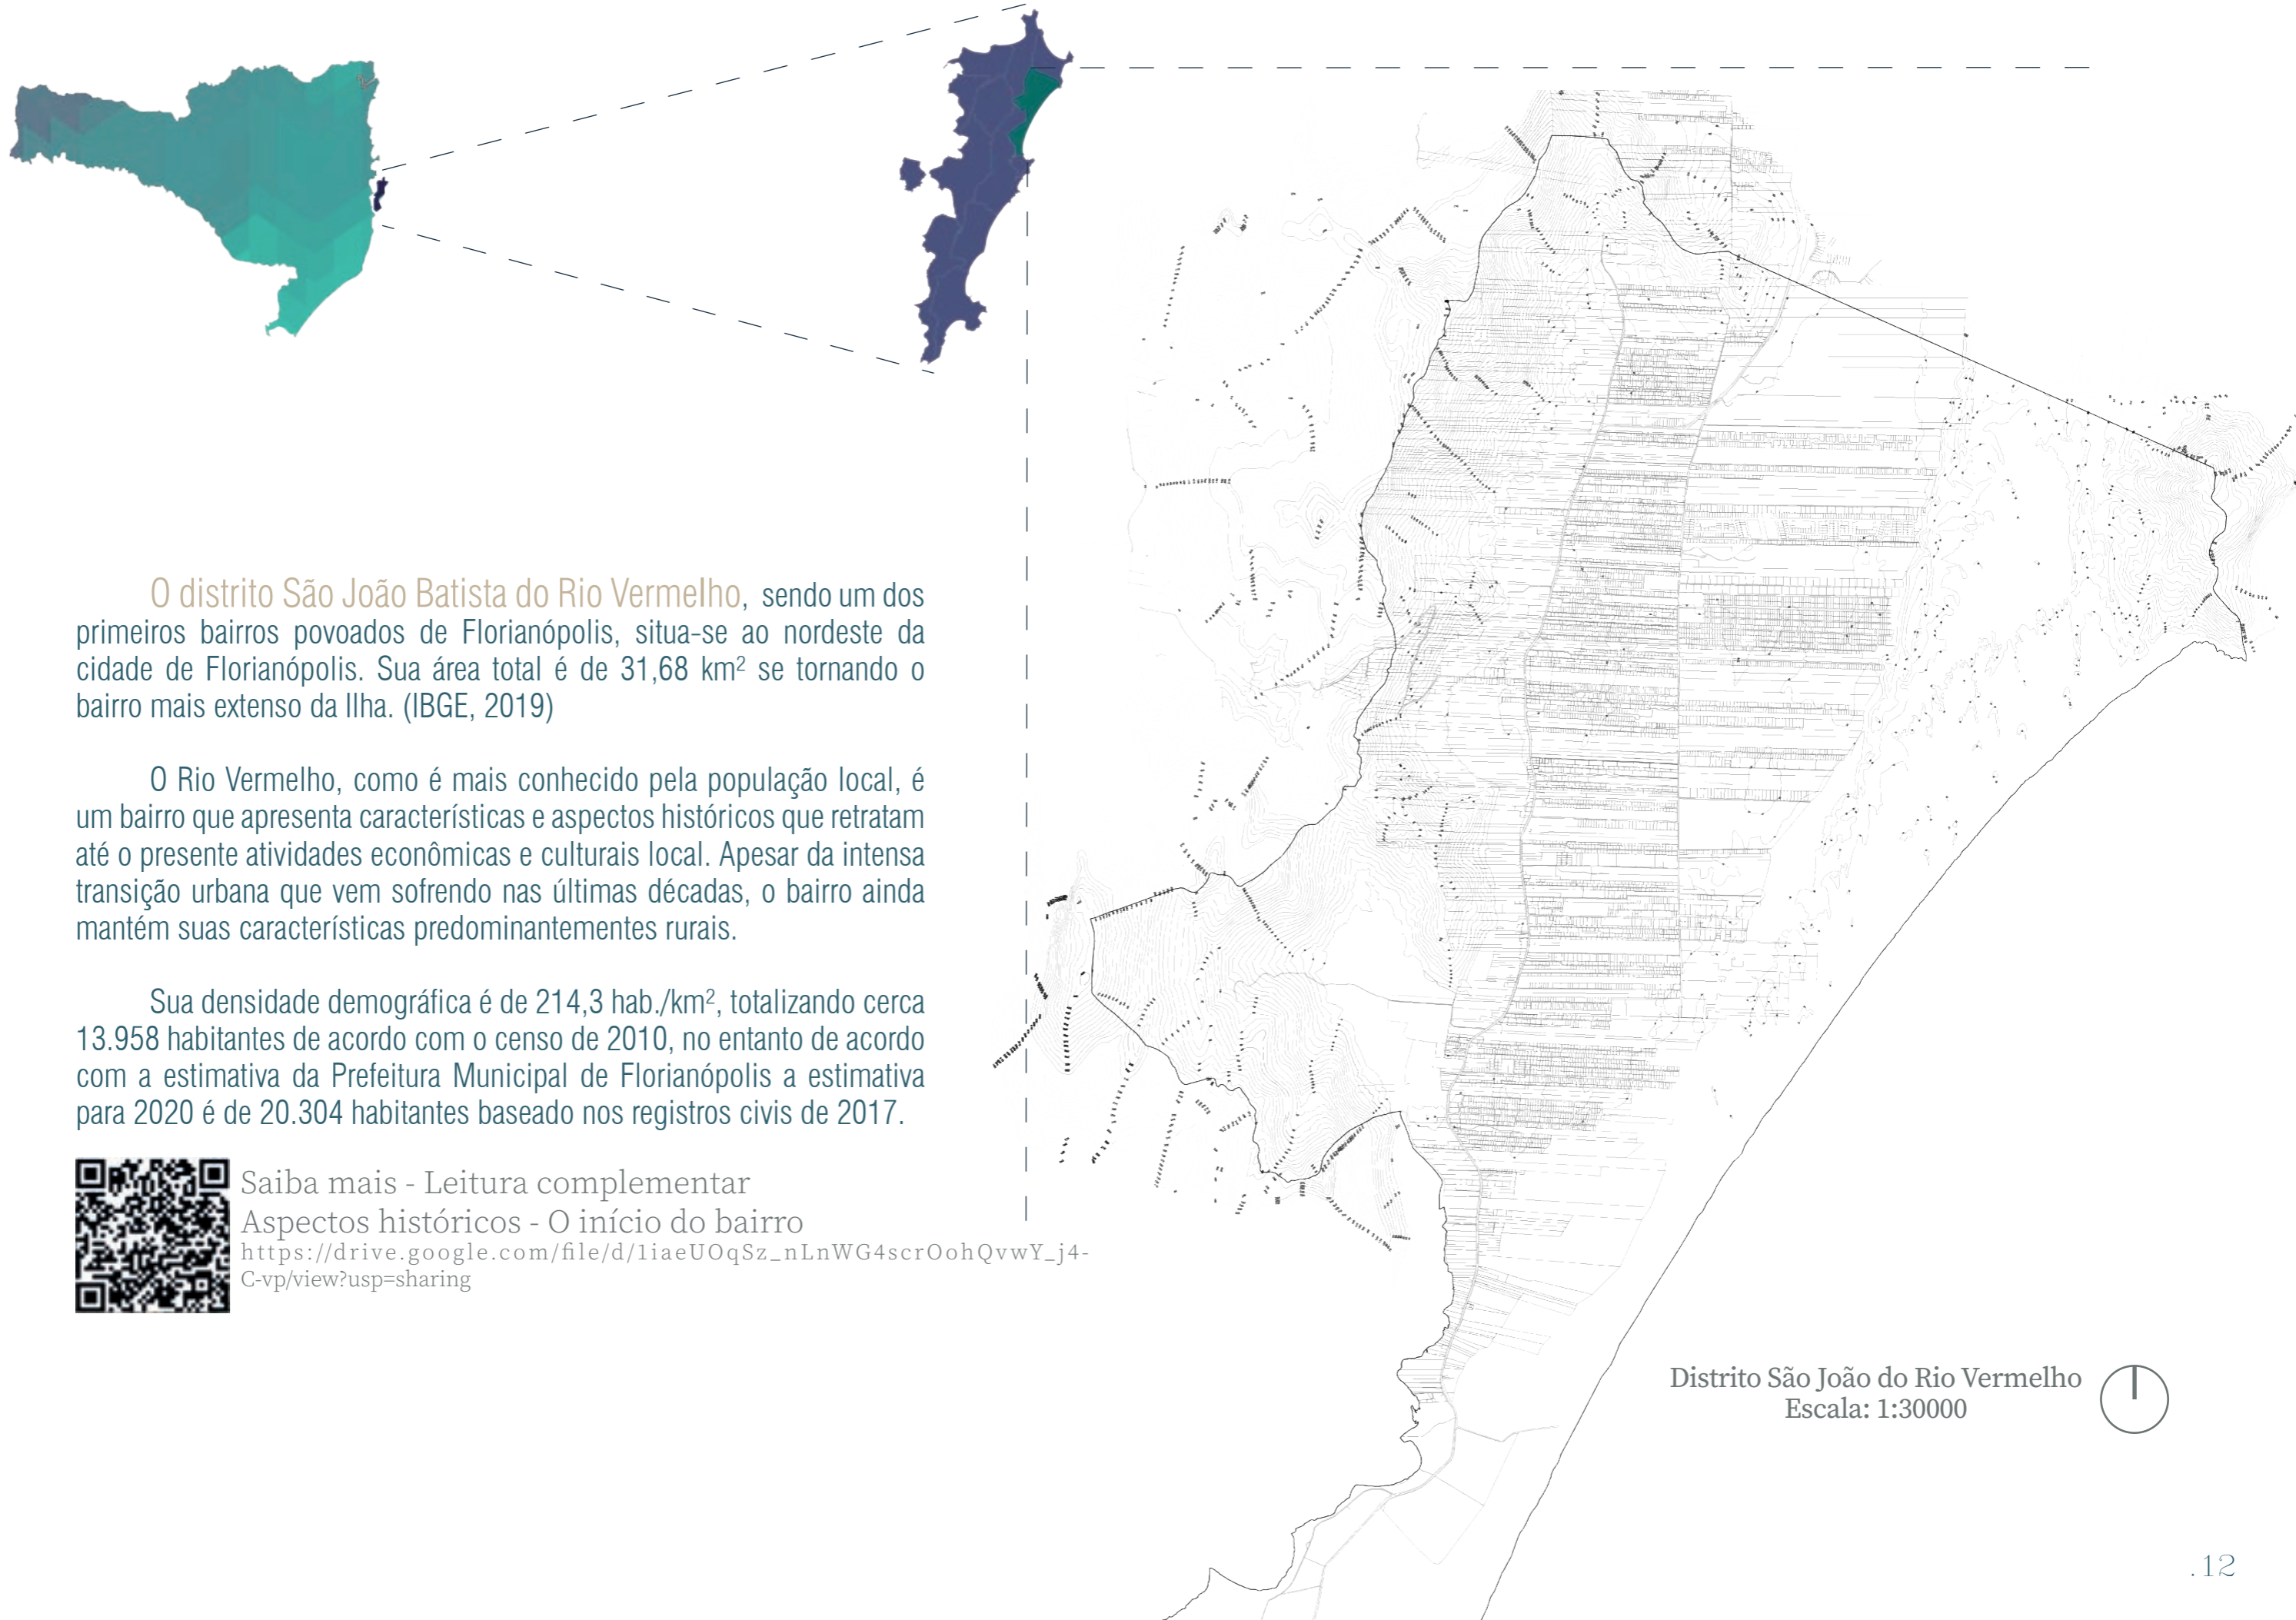 O distrito São João Batista do Rio Vermelho, sendo um dos
primeiros bairros povoados de Florianópolis, situa-se ao nordeste da
cidade de Florianópolis. Sua área total é de 31,68 km² se tornando o
bairro mais extenso da Ilha. (IBGE, 2019)
O Rio Vermelho, como é mais conhecido pela população local, é
um bairro que apresenta características e aspectos históricos que retratam
até o presente atividades econômicas e culturais local. Apesar da intensa
transição urbana que vem sofrendo nas últimas décadas, o bairro ainda
mantém suas características predominantementes rurais.
Sua densidade demográfica é de 214,3 hab./km², totalizando cerca
13.958 habitantes de acordo com o censo de 2010, no entanto de acordo
com a estimativa da Prefeitura Municipal de Florianópolis a estimativa
para 2020 é de 20.304 habitantes baseado nos registros civis de 2017.
Saiba mais - Leitura complementar
Aspectos históricos - O início do bairro
https://drive.google.com/file/d/1iaeUOqSz_nLnWG4scrOohQvwY_j4-
C-vp/view?usp=sharing
Distrito São João do Rio Vermelho
Escala: 1:30000
.12